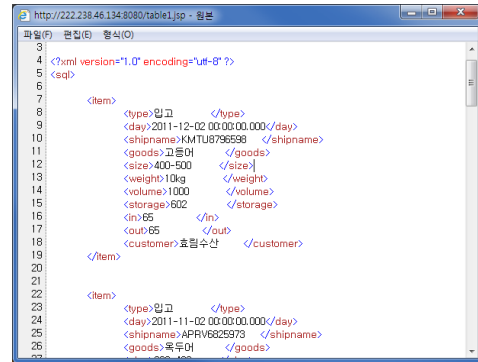 http://222.238.46.134:8080/table1.jsp - 원본
파일(F) 편집(E) 형식(O)
3
4 <?xml version="1.0" encoding="utf-8" ?>
5 <sql>
6
7 <item>
8 <type>입고 </type>
9 <day>2011-12-02 00:00:00.000</day>
10 <shipname>KMTU8796598 </shipname>
11 <goods>고등어 </goods>
12 <size>400-500 </size>
13 <weight>10kg </weight>
14 <volume>1000 </volume>
15 <storage>602 </storage>
16 <in>65 </in>
17 <out>65 </out>
18 <customer>효림수산 </customer>
19 </item>
20
21
22 <item>
23 <type>입고 </type>
24 <day>2011-11-02 00:00:00.000</day>
25 <shipname>APRV6825973 </shipname>
26 <goods>옥두어 </goods>